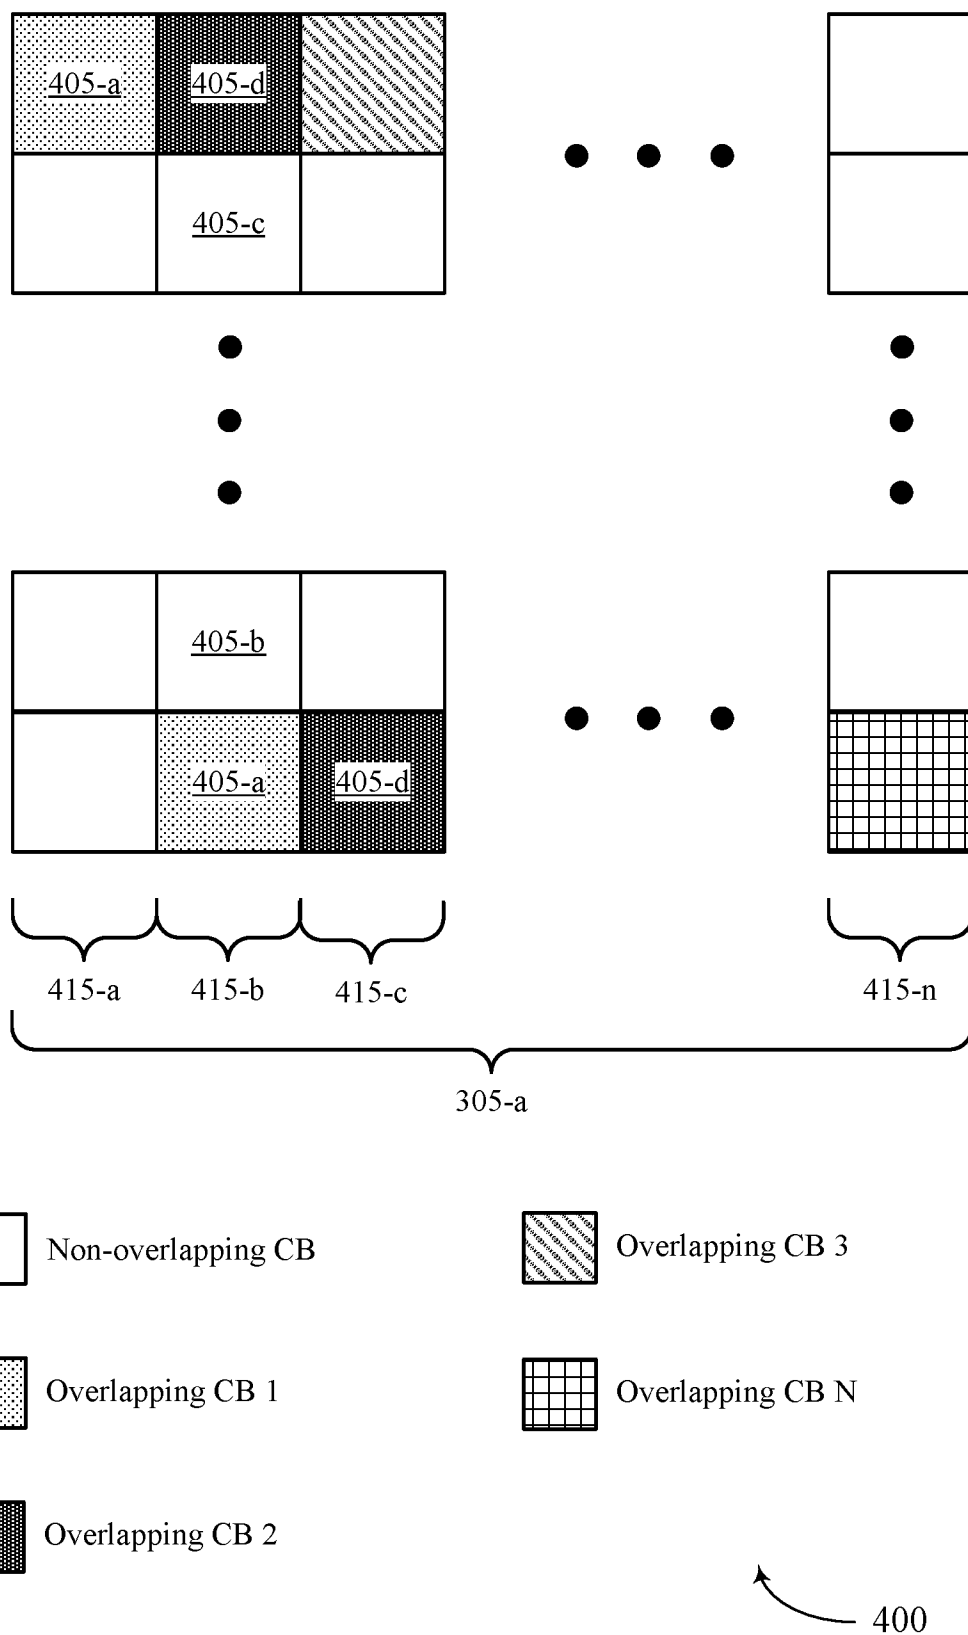 405-a 405-d
405-c
405-b
405-a 405-d
415-a 415-b 415-c 415-n
305-a
Non-overlapping CB
Overlapping CB 3
Overlapping CB 1
Overlapping CB N
Overlapping CB 2
400